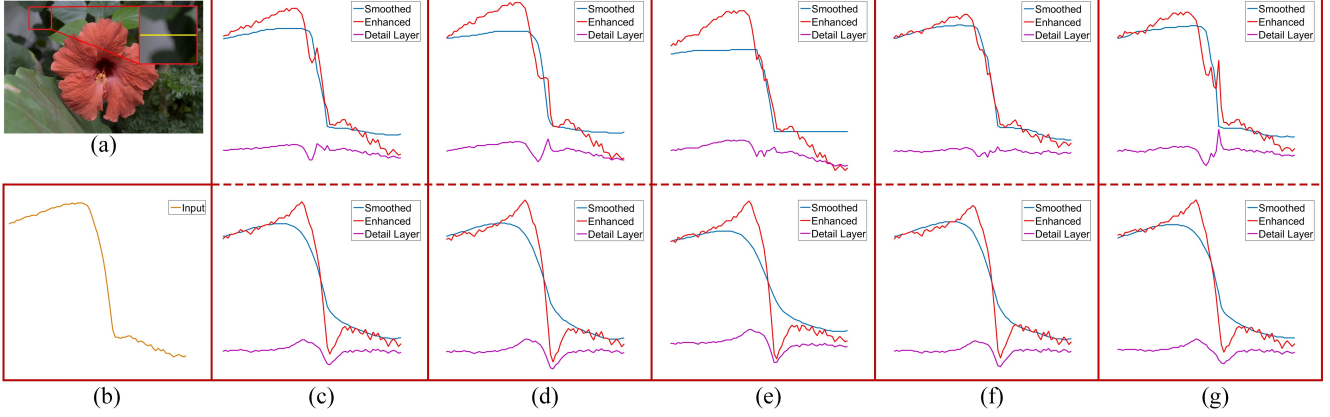 Smoothed
Enhanced
Detail Layer
Smoothed
Enhanced
Detail Layer
Smoothed
Enhanced
Detail Layer
Smoothed
Enhanced
Detail Layer
Smoothed
Enhanced
Detail Layer
(a)
Input
Smoothed
Enhanced
Detail Layer
Smoothed
Enhanced
Detail Layer
Smoothed
Enhanced
Detail Layer
Smoothed
Enhanced
Detail Layer
Smoothed
Enhanced
Detail Layer
(b) (c) (d) (e) (f) (g)